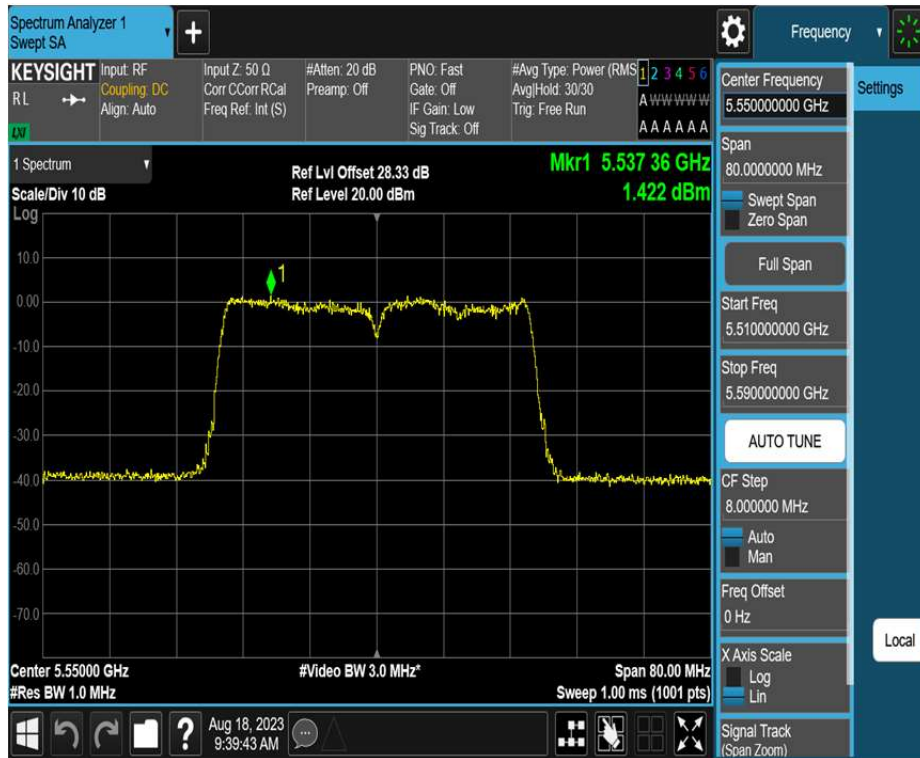 Spectrum Analyzer 1
Swept SA
+
Frequency
KEYSIGHT
R L
LXI
Input: RF
Coupling: DC
Align: Auto
Input Z: 50 Ω
Corr CCorr RCal
Freq Ref: Int (S)
#Atten: 20 dB
Preamp: Off
PNO: Fast
Gate: Off
IF Gain: Low
Sig Track: Off
#Avg Type: Power (RMS
Avg|Hold: 30/30
Trig: Free Run
1 2 3 4 5 6
A W W W W W
A A A A A A
Center Frequency
5.550000000 GHz
Settings
1 Spectrum
Scale/Div 10 dB
Log
Ref Lvl Offset 28.33 dB
Ref Level 20.00 dBm
Mkr1 5.537 36 GHz
1.422 dBm
Span
80.0000000 MHz
Swept Span
Zero Span
Full Span
Start Freq
5.510000000 GHz
Stop Freq
5.590000000 GHz
AUTO TUNE
CF Step
8.000000 MHz
Auto
Man
Freq Offset
0 Hz
X Axis Scale
Log
Lin
Signal Track
(Span Zoom)
Local
10.0
1
0.00
-10.0
-20.0
-30.0
-40.0
-50.0
-60.0
-70.0
Center 5.55000 GHz
#Res BW 1.0 MHz
#Video BW 3.0 MHz*
Span 80.00 MHz
Sweep 1.00 ms (1001 pts)
?
Aug 18, 2023
9:39:43 AM